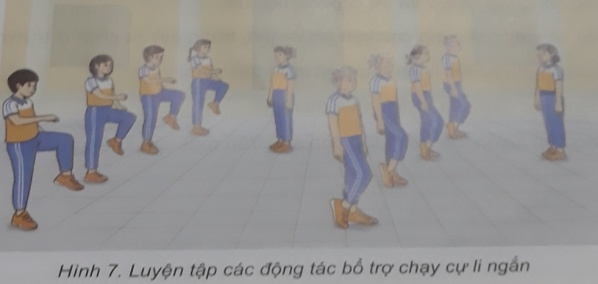 Hình 7. Luyện tập các động tác bổ trợ chạy cự li ngắn